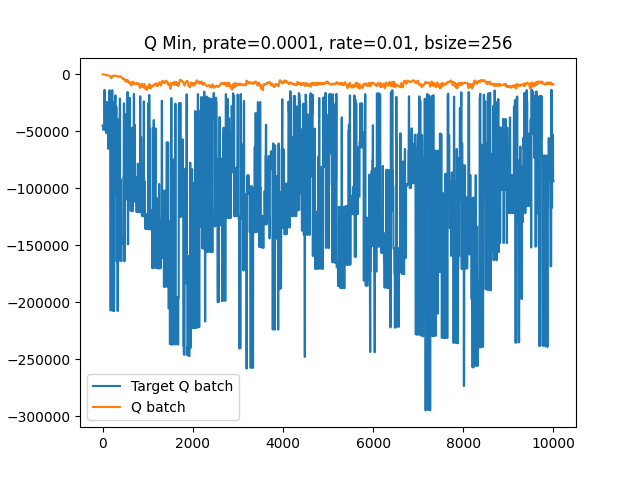 Q Min, prate=0.0001, rate=0.01, bsize=256
0
−50000
−100000
−150000
−200000
−250000
−300000
Target Q batch
Q batch
0 2000 4000 6000 8000 10000